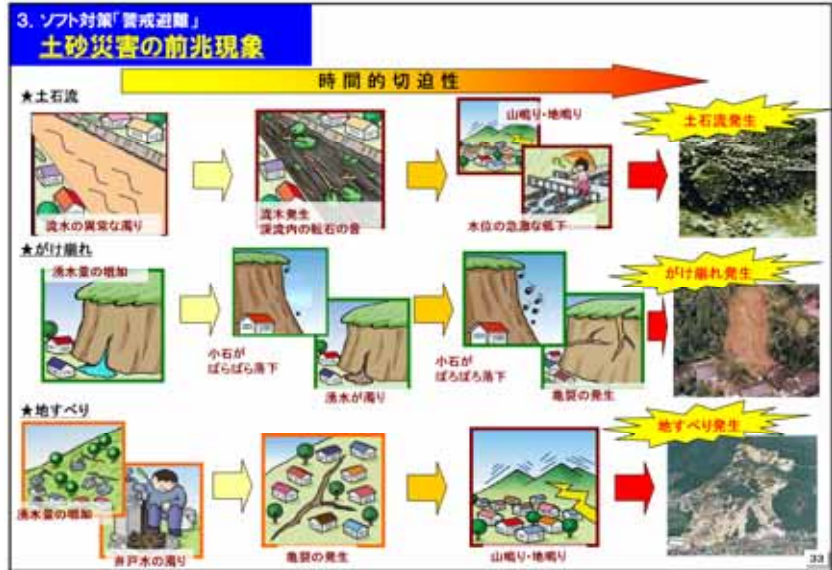 3. ソフト対策「警戒避難」
土砂災害の前兆現象
時間的切迫性
★土石流
流水の異常な濁り
流木発生
渓流内の転石の音
山鳴り・地鳴り
水位の急激な低下
土石流発生
★がけ崩れ
湧水量の増加
小石が
ぱらぱら落下
湧水が濁り
小石が
ぼろぼろ落下
亀裂の発生
がけ崩れ発生
★地すべり
湧水量の増加
井戸水の濁り
亀裂の発生
山鳴り・地鳴り
地すべり発生
33